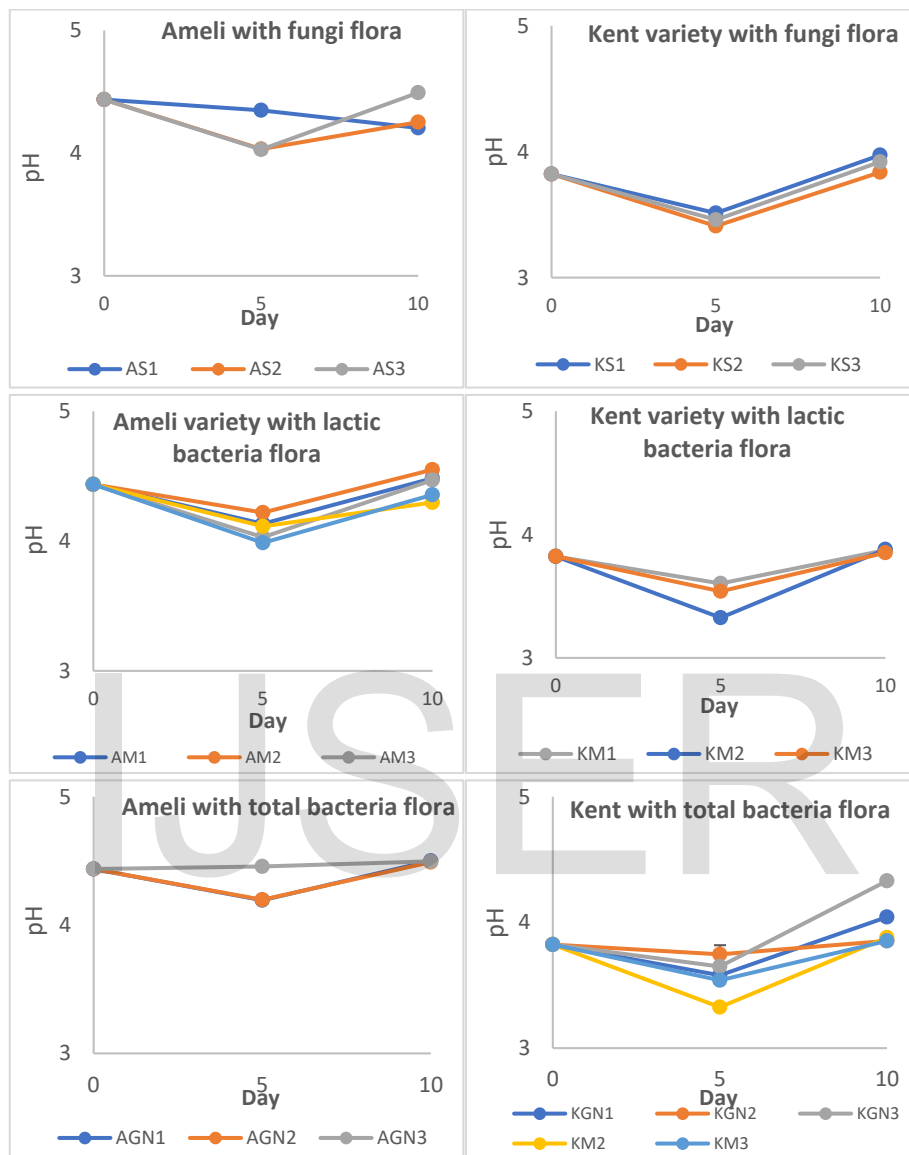 Ameli with fungi flora
5
4
3
pH
0
5
10
Day
AS1
AS2
AS3
Kent variety with fungi flora
5
4
3
pH
0
5
10
Day
KS1
KS2
KS3
Ameli variety with lactic
bacteria flora
5
4
3
pH
0
5
10
Day
AM1
AM2
AM3
Kent variety with lactic
bacteria flora
5
4
3
pH
0
5
10
Day
KM1
KM2
KM3
Ameli with total bacteria flora
5
4
3
pH
0
5
10
Day
AGN1
AGN2
AGN3
Kent with total bacteria flora
5
4
3
pH
0
5
10
Day
KGN1
KGN2
KGN3
KM2
KM3
IJSER